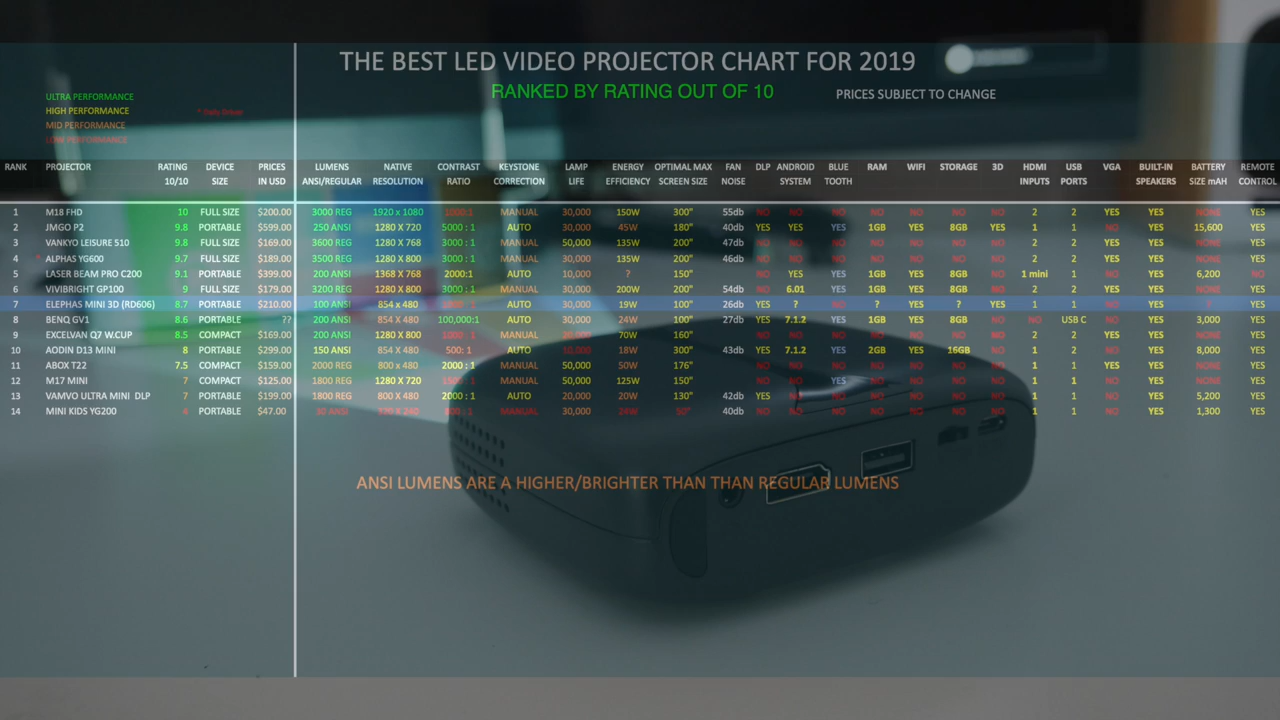 THE BEST LED VIDEO PROJECTOR CHART FOR 2019
RANKED BY RATING OUT OF 10
PRICES SUBJECT TO CHANGE
ULTRA PERFORMANCE
HIGH PERFORMANCE
MID PERFORMANCE
LOW PERFORMANCE
RANK PROJECTOR RATING 10/10 DEVICE SIZE PRICES IN USD LUMENS ANSI/REGULAR NATIVE RESOLUTION CONTRAST RATIO KEYSTONE CORRECTION LAMP LIFE ENERGY EFFICIENCY OPTIMAL MAX SCREEN SIZE FAN NOISE DLP ANDROID SYSTEM BLUE TOOTH RAM WIFI STORAGE 3D HDMI INPUTS USB PORTS VGA BUILT-IN SPEAKERS BATTERY SIZE mAH REMOTE CONTROL
1 M18 FHD 10 FULL SIZE $200.00 3000 REG 1920 x 1080 1000:1 MANUAL 30,000 150W 300" 55db NO NO NO NO NO NO NO 2 2 YES YES NONE YES
2 JMGO P2 9.8 PORTABLE $599.00 250 ANSI 1280 X 720 5000 : 1 AUTO 30,000 45W 180" 40db YES YES YES 1GB YES 8GB YES 1 1 NO YES 15,600 YES
3 VANKYO LEISURE 510 9.8 FULL SIZE $169.00 3600 REG 1280 X 768 3000 : 1 MANUAL 50,000 135W 200" 47db NO NO NO NO NO NO NO 2 2 YES YES NONE YES
4 * ALPHAS YG600 9.7 FULL SIZE $189.00 3500 REG 1280 X 800 3000 : 1 MANUAL 30,000 135W 200" 46db NO NO NO NO NO NO NO 2 2 YES YES NONE YES
5 LASER BEAM PRO C200 9.1 PORTABLE $399.00 200 ANSI 1368 X 768 2000:1 AUTO 10,000 ? 150" NO YES YES 1GB YES 8GB NO 1 mini 1 NO YES 6,200 NO
6 VIVIBRIGHT GP100 9 FULL SIZE $179.00 3200 REG 1280 X 800 3000 : 1 MANUAL 30,000 200W 200" 54db NO 6.01 YES 1GB YES 8GB NO 2 2 YES YES NONE YES
7 ELEPHAS MINI 3D (RD606) 8.7 PORTABLE $210.00 100 ANSI 854 x 480 AUTO 30,000 19W 100" 26db YES ? YES ? YES ? YES 1 1 NO YES ? YES
8 BENQ GV1 8.6 PORTABLE ?? 200 ANSI 854 X 480 100,000:1 AUTO 30,000 24W 100" 27db YES 7.1.2 YES 1GB YES 8GB NO NO USB C NO YES 3,000 YES
9 EXCELVAN Q7 W.CUP 8.5 COMPACT $169.00 200 ANSI 1280 X 800 MANUAL 20,000 70W 160" NO NO NO NO NO NO NO 1 2 YES YES NONE YES
10 AODIN D13 MINI 8 PORTABLE $299.00 150 ANSI 854 X 480 500: 1 AUTO 18W 300" 43db YES 7.1.2 YES 2GB YES 16GB NO 1 2 NO YES 8,000 YES
11 ABOX T22 7.5 COMPACT $159.00 2000 REG 800 x 480 2000 : 1 MANUAL 50,000 50W 176" NO NO NO NO NO NO NO 1 1 YES YES NONE YES
12 M17 MINI 7 COMPACT $125.00 1800 REG 1280 X 720 MANUAL 50,000 125W 150" NO NO YES NO NO NO NO 1 1 NO YES NONE YES
13 VAMVO ULTRA MINI DLP 7 PORTABLE $199.00 1800 REG 800 X 480 2000 : 1 AUTO 20,000 20W 130" 42db YES NO NO NO NO NO NO 1 1 NO YES 5,200 YES
14 MINI KIDS YG200 4 PORTABLE $47.00 30 ANSI 320 X 240 MANUAL 30,000 24W 50" 40db NO NO NO NO NO NO NO 1 1 NO YES 1,300 YES
ANSI LUMENS ARE A HIGHER/BRIGHTER THAN THAN REGULAR LUMENS